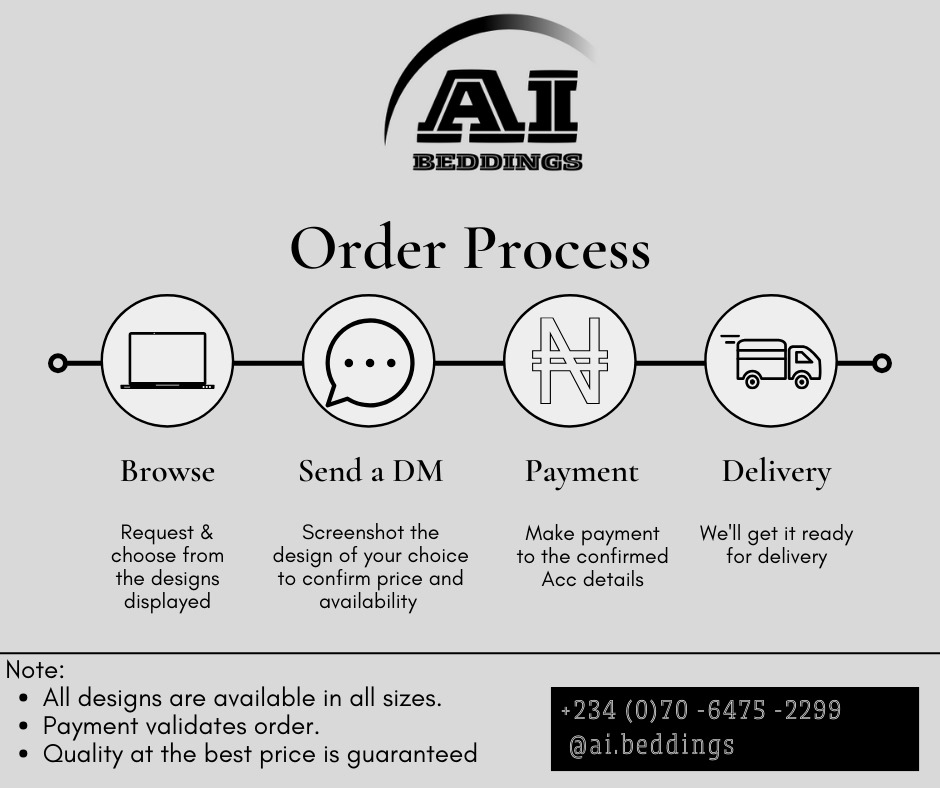 AI
BEDDINGS
Order Process
Browse
Request &
choose from
the designs
displayed
Send a DM
Screenshot the
design of your choice
to confirm price and
availability
Payment
Make payment
to the confirmed
Acc details
Delivery
We'll get it ready
for delivery
Note:
• All designs are available in all sizes.
• Payment validates order.
• Quality at the best price is guaranteed
+234 (0)70 -6475 -2299
@ai.beddings